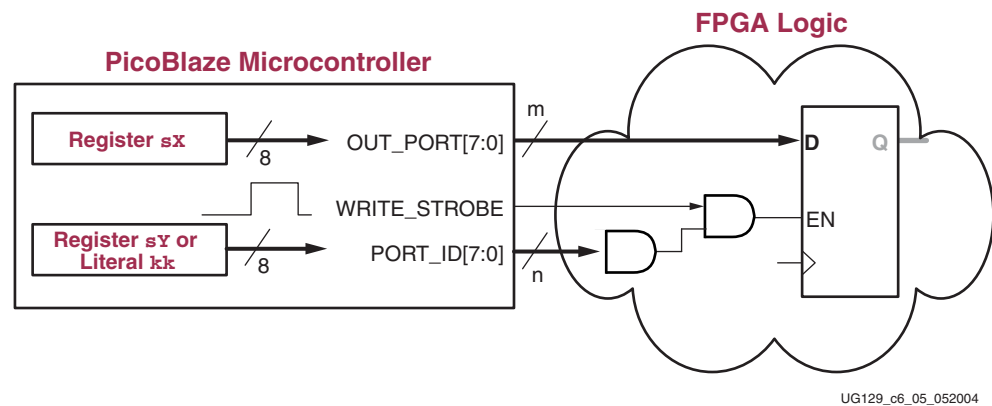 FPGA Logic
PicoBlaze Microcontroller
Register sX
8
OUT_PORT[7:0]
m
D
Q
WRITE_STROBE
EN
Register sY or
Literal kk
8
PORT_ID[7:0]
n
UG129_c6_05_052004